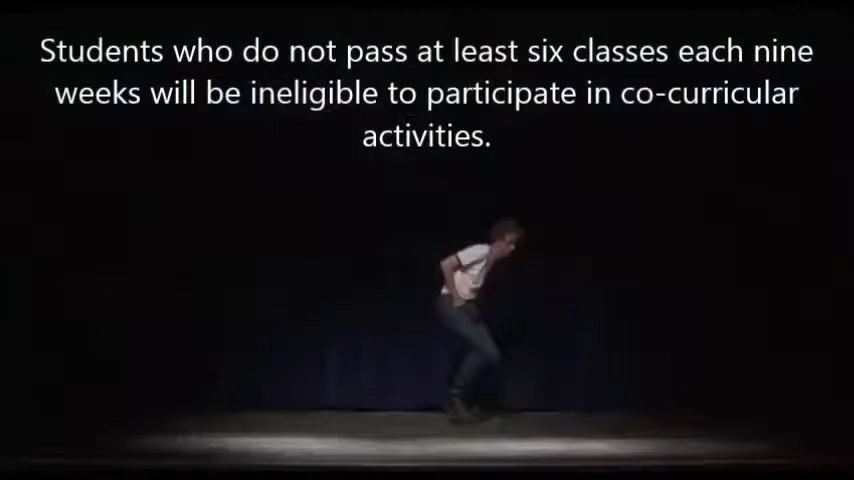 Students who do not pass at least six classes each nine
weeks will be ineligible to participate in co-curricular
activities.